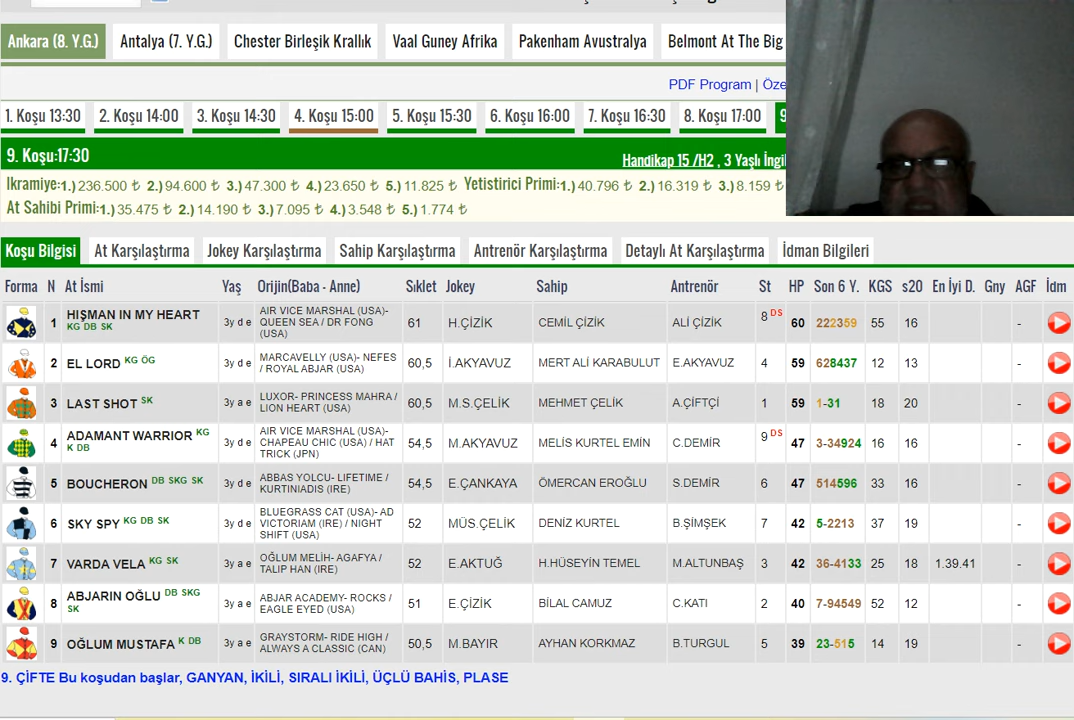 Ankara (8. Y.G.) Antalya (7. Y.G.) Chester Birleşik Krallık Vaal Guney Afrika Pakenham Avustralya Belmont At The Big
PDF Program | Öze
1. Koşu 13:30 2. Koşu 14:00 3. Koşu 14:30 4. Koşu 15:00 5. Koşu 15:30 6. Koşu 16:00 7. Koşu 16:30 8. Koşu 17:00 9
9. Koşu:17:30 Handikap 15 /H2 , 3 Yaşlı İngi
Ikramiye:1.) 236.500 ₺ 2.) 94.600 ₺ 3.) 47.300 ₺ 4.) 23.650 ₺ 5.) 11.825 ₺ Yetistirici Primi:1.) 40.796 ₺ 2.) 16.319 ₺ 3.) 8.159 ₺
At Sahibi Primi:1.) 35.475 ₺ 2.) 14.190 ₺ 3.) 7.095 ₺ 4.) 3.548 ₺ 5.) 1.774 ₺
Koşu Bilgisi At Karşılaştırma Jokey Karşılaştırma Sahip Karşılaştırma Antrenör Karşılaştırma Detaylı At Karşılaştırma İdman Bilgileri
Forma N At İsmi Yaş Orijin(Baba - Anne) Sıklet Jokey Sahip Antrenör St HP Son 6 Y. KGS s20 En İyi D. Gny AGF İdm
1 HIŞMAN IN MY HEART KG DB SK 3y d e AIR VICE MARSHAL (USA)- QUEEN SEA / DR FONG (USA) 61 H.ÇİZİK CEMİL ÇİZİK ALİ ÇİZİK 8 DS 60 222359 55 16 -
2 EL LORD KG ÖG 3y d e MARCAVELLY (USA)- NEFES / ROYAL ABJAR (USA) 60,5 İ.AKYAVUZ MERT ALİ KARABULUT E.AKYAVUZ 4 59 628437 12 13 -
3 LAST SHOT SK 3y a e LUXOR- PRINCESS MAHRA / LION HEART (USA) 60,5 M.S.ÇELİK MEHMET ÇELİK A.ÇİFTÇİ 1 59 1-31 18 20 -
4 ADAMANT WARRIOR KG K DB 3y d e AIR VICE MARSHAL (USA)- CHAPEAU CHIC (USA) / HAT TRICK (JPN) 54,5 M.AKYAVUZ MELİS KURTEL EMİN C.DEMİR 9 DS 47 3-34924 16 16 -
5 BOUCHERON DB SKG SK 3y d e ABBAS YOLCU- LIFETIME / KURTINIADIS (IRE) 54,5 E.ÇANKAYA ÖMERCAN EROĞLU S.DEMİR 6 47 514596 33 16 -
6 SKY SPY KG DB SK 3y d e BLUEGRASS CAT (USA)- AD VICTORIAM (IRE) / NIGHT SHIFT (USA) 52 MÜS.ÇELİK DENİZ KURTEL B.ŞİMŞEK 7 42 5-2213 37 19 -
7 VARDA VELA KG SK 3y a e OĞLUM MELİH- AGAFYA / TALIP HAN (IRE) 52 E.AKTUĞ H.HÜSEYİN TEMEL M.ALTUNBAŞ 3 42 36-4133 25 18 1.39.41 -
8 ABJARIN OĞLU DB SKG SK 3y a e ABJAR ACADEMY- ROCKS / EAGLE EYED (USA) 51 E.ÇİZİK BİLAL CAMUZ C.KATI 2 40 7-94549 52 12 -
9 OĞLUM MUSTAFA K DB 3y a e GRAYSTORM- RIDE HIGH / ALWAYS A CLASSIC (CAN) 50,5 M.BAYIR AYHAN KORKMAZ B.TURGUL 5 39 23-515 14 19 -
9. ÇİFTE Bu koşudan başlar, GANYAN, İKİLİ, SIRALI İKİLİ, ÜÇLÜ BAHİS, PLASE